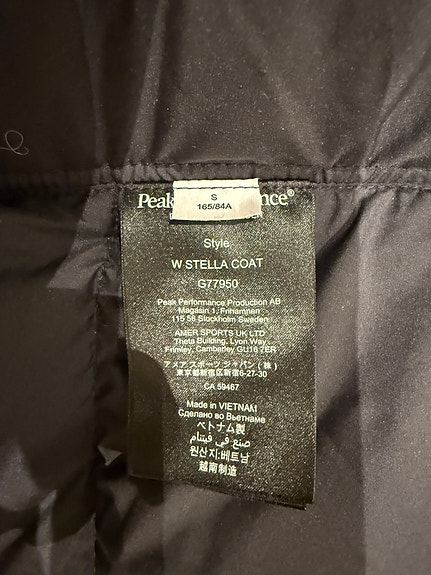 S
165/84A
Peak nce®
Style
W STELLA COAT
G77950
Peak Performance Production AB
Magasin 1, Frihamnen
115 56 Stockholm Sweden
AMER SPORTS UK LTD
Theta Building, Lyon Way
Frimley, Camberley GU16 7ER
アメアスポーツジャパン(株)
東京都新宿区新宿6-27-30
CA 59467
Made in VIETNAM
Сделано во Вьетнаме
ベトナム製
صنع في فيتنام
원산지:베트남
越南制造